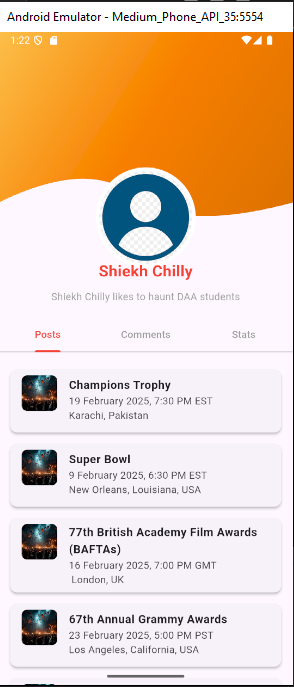 Android Emulator - Medium_Phone_API_35:5554
1:22
Shiekh Chilly
Shiekh Chilly likes to haunt DAA students
Posts Comments Stats
Champions Trophy
19 February 2025, 7:30 PM EST
Karachi, Pakistan
Super Bowl
9 February 2025, 6:30 PM EST
New Orleans, Louisiana, USA
77th British Academy Film Awards
(BAFTAs)
16 February 2025, 7:00 PM GMT
London, UK
67th Annual Grammy Awards
23 February 2025, 5:00 PM PST
Los Angeles, California, USA